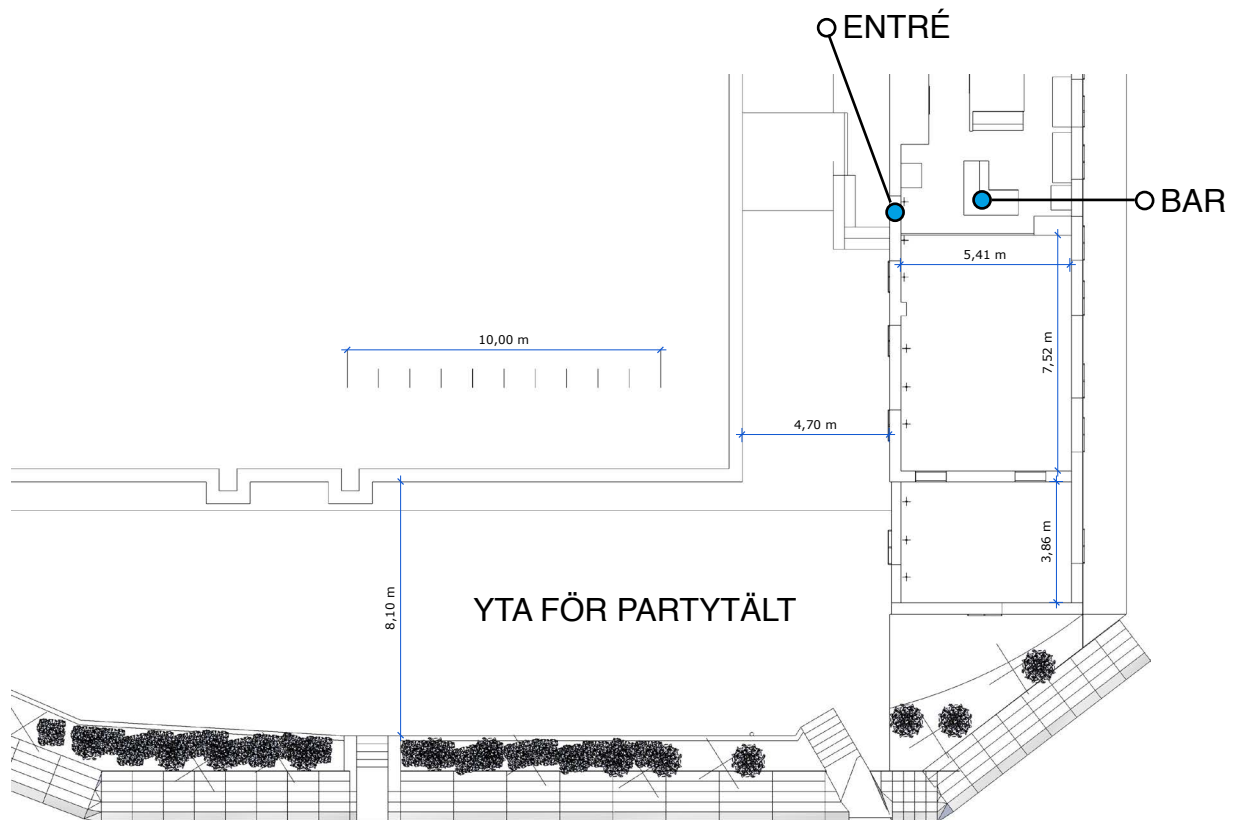 ENTRÉ
BAR
5,41 m
10,00 m
7,52 m
4,70 m
3,86 m
8,10 m
YTA FÖR PARTYTÄLT